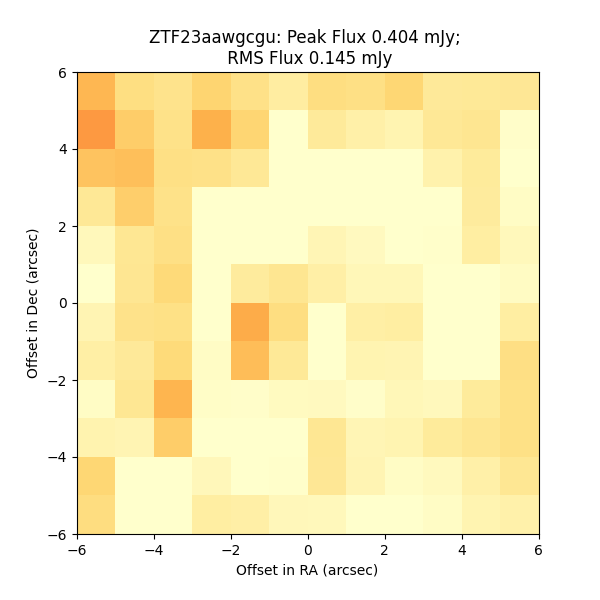 ZTF23aawgcgu: Peak Flux 0.404 mJy;
RMS Flux 0.145 mJy
6
4
2
0
−2
−4
−6
Offset in Dec (arcsec)
−6 −4 −2 0 2 4 6
Offset in RA (arcsec)